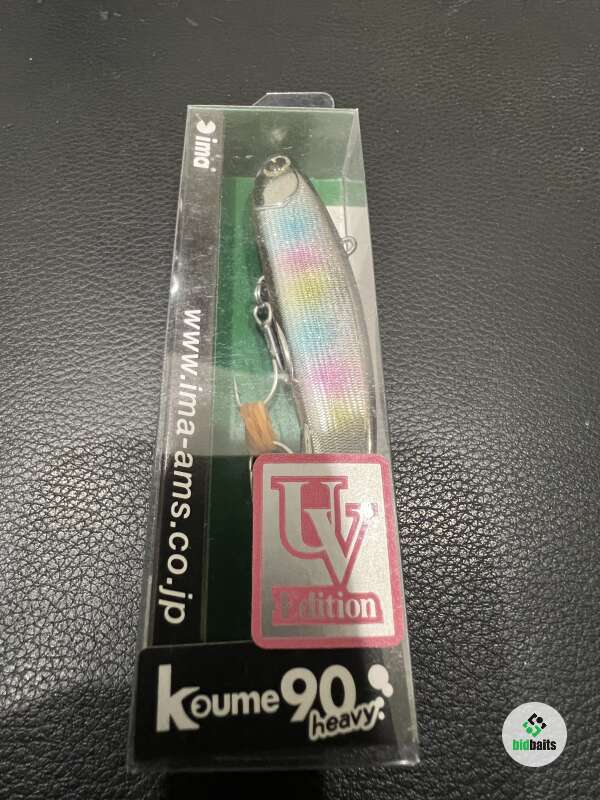 ima
www.ima-ams.co.jp
UV
Edition
Koume90
heavy
bidbaits